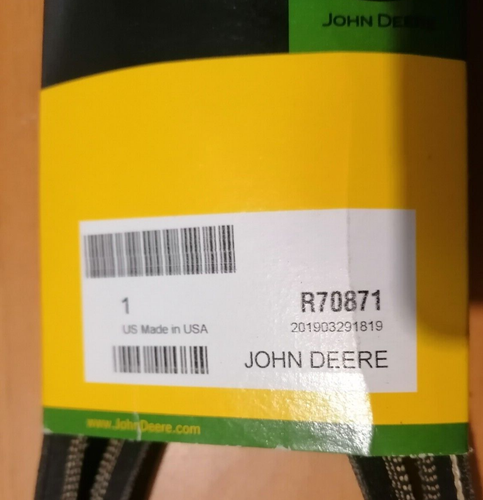 JOHN DEERE
1
R70871
US Made in USA
201903291819
JOHN DEERE
www.JohnDeere.com